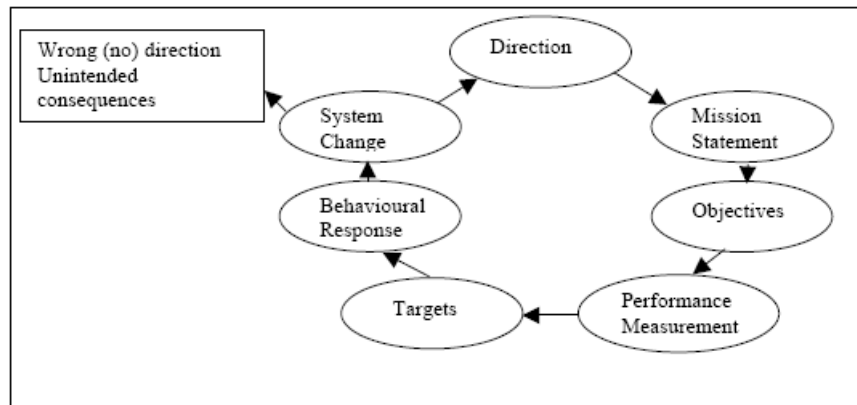 Wrong (no) direction
Unintended
consequences
Direction
System
Change
Mission
Statement
Behavioural
Response
Objectives
Targets
Performance
Measurement